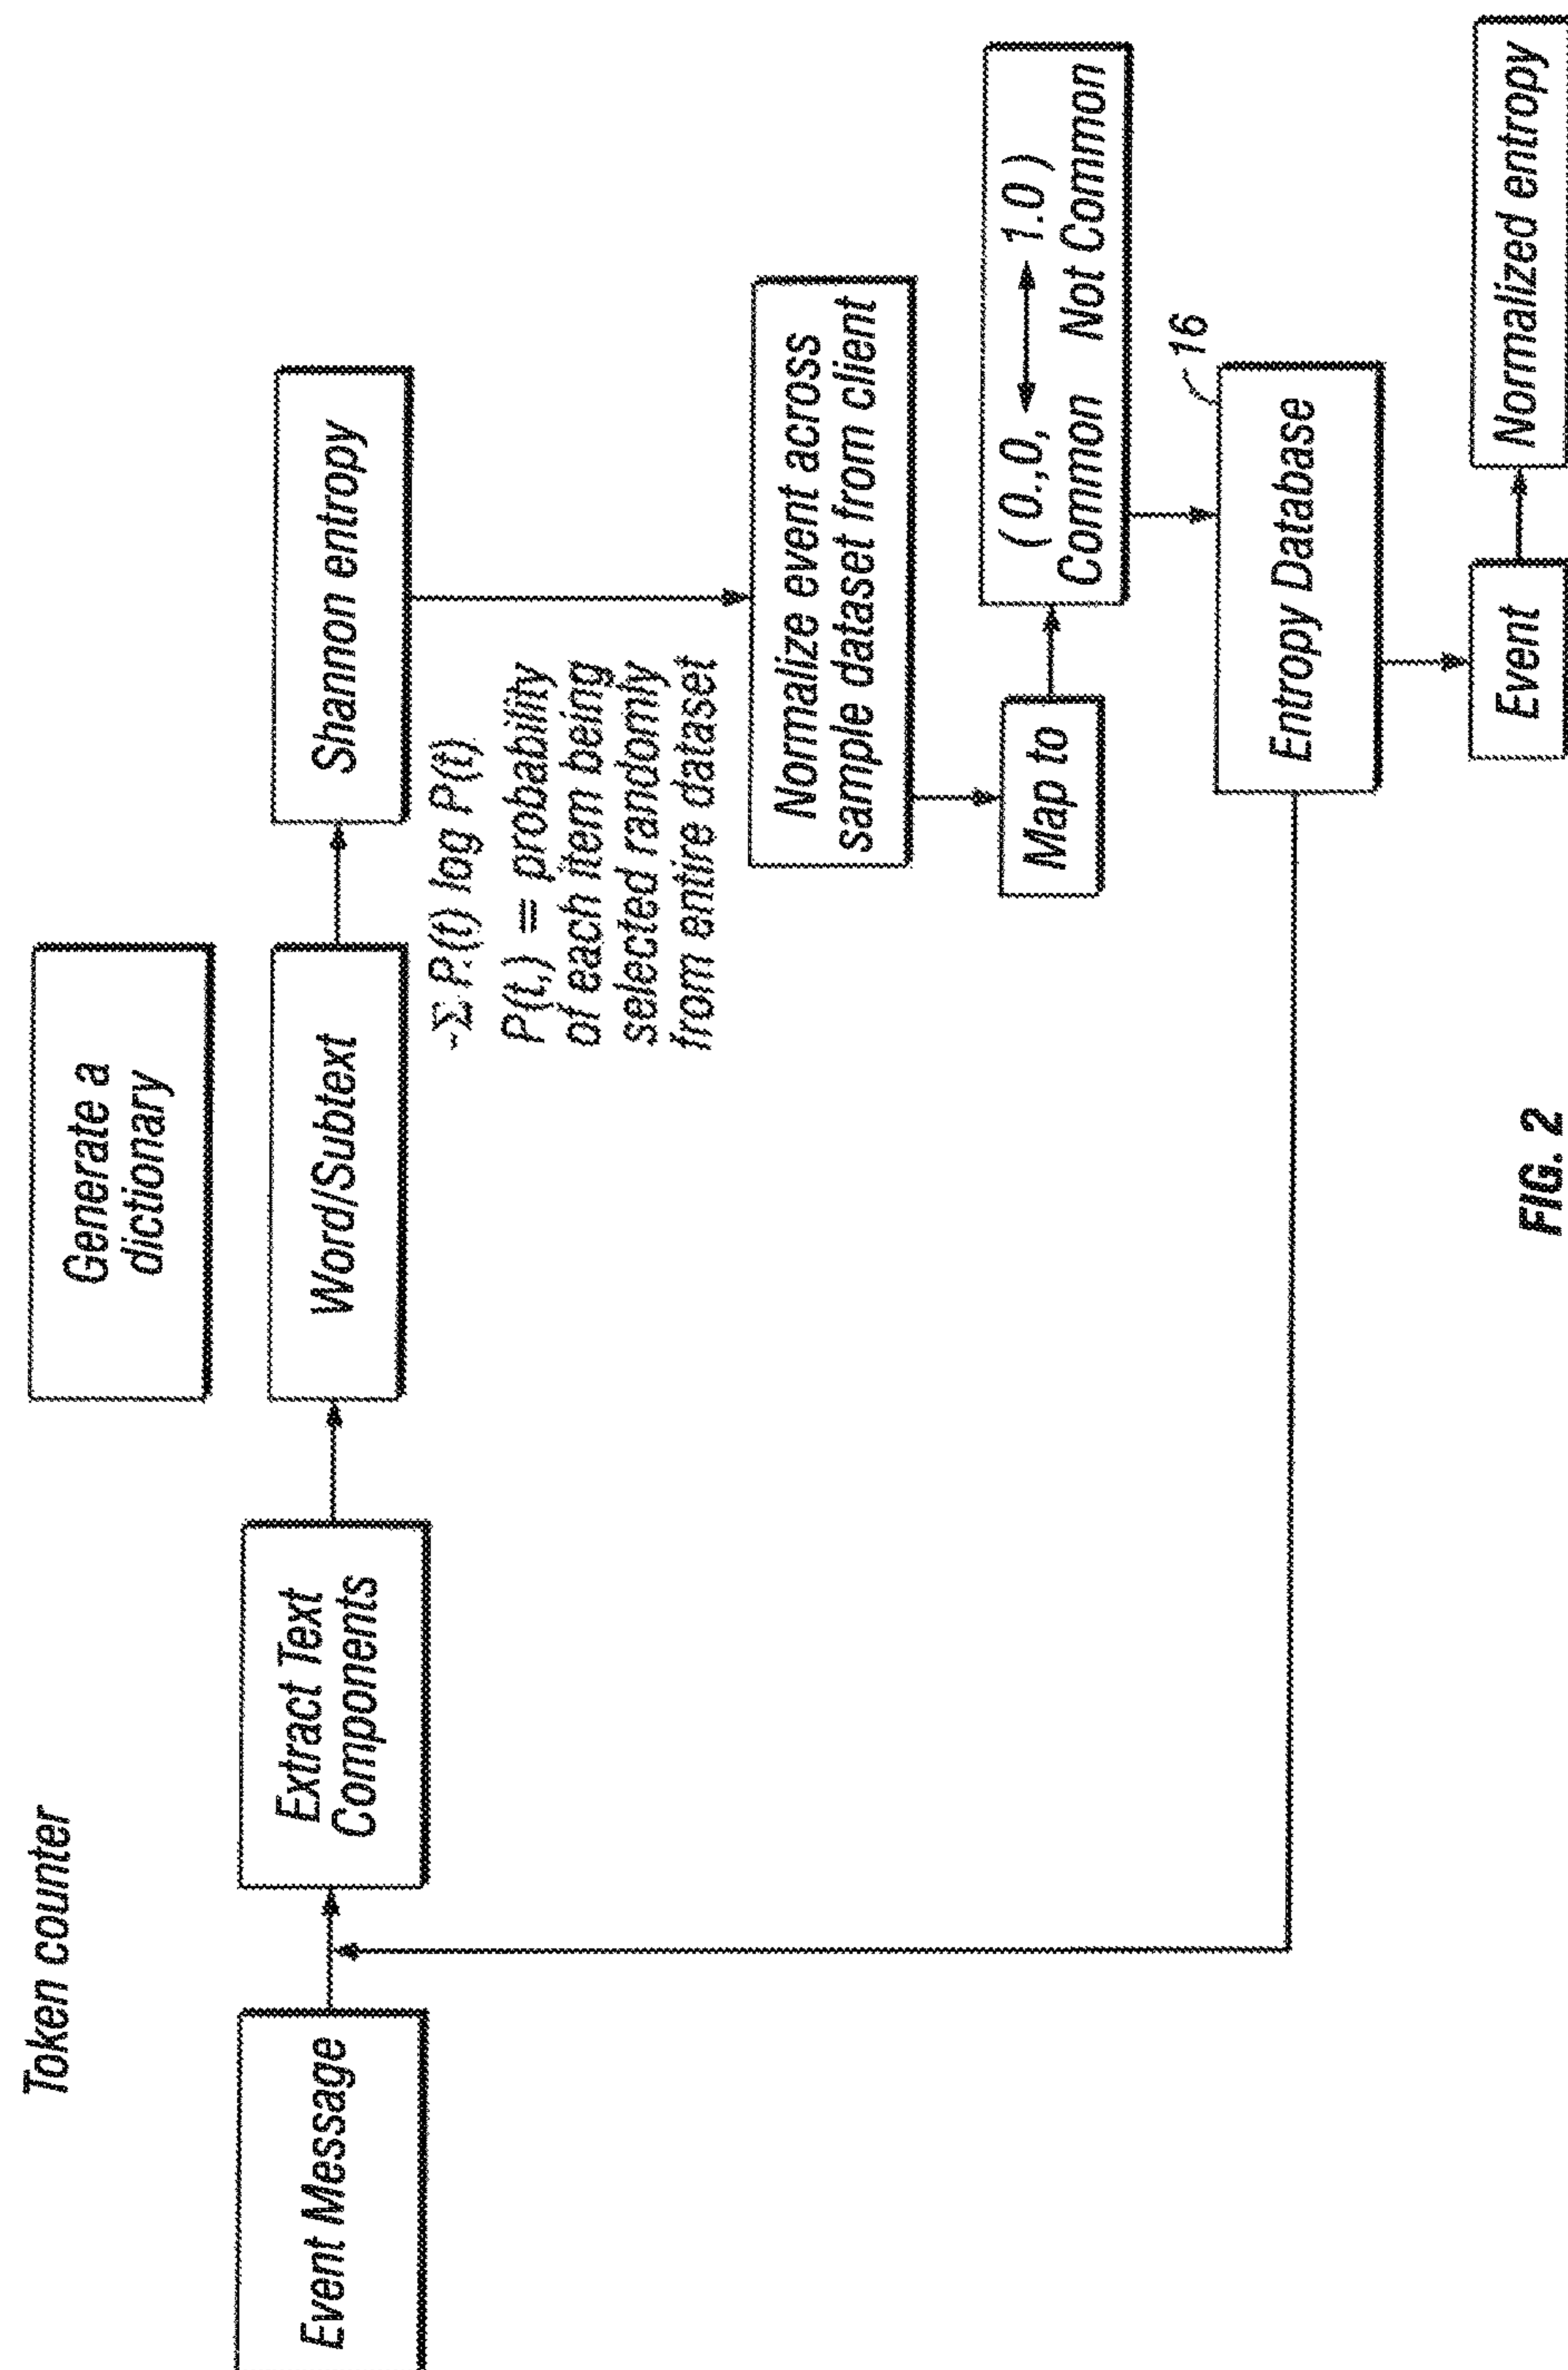 Token counter
Generate a
dictionary
Event Message
Extract Text
Components
Word/Subtext
Shannon entropy
-Σ P(t) log P(t)
P(t,) = probability
of each item being
selected randomly
from entire dataset
Normalize event across
sample dataset from client
Map to
( 0.,0, ⟷ 1.0 )
Common Not Common
16
Entropy Database
Event
Normalized entropy
FIG. 2